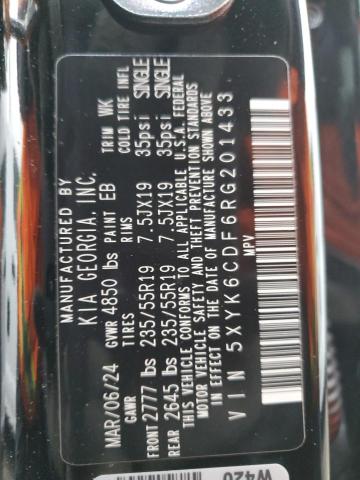 MANUFACTURED BY
KIA GEORGIA, INC.
MAR/06/24 GVWR 4850 lbs PAINT EB TRIM WK
GAWR TIRES COLD TIRE INFL
FRONT 2777 lbs 235/55R19 7.5JX19 35psi SINGLE
REAR 2645 lbs 235/55R19 7.5JX19 35psi SINGLE
THIS VEHICLE CONFORMS TO ALL APPLICABLE U.S.A. FEDERAL
MOTOR VEHICLE SAFETY AND THEFT PREVENTION STANDARDS
IN EFFECT ON THE DATE OF MANUFACTURE SHOWN ABOVE
VIN 5XYK6CDF6RG201433
MPV
W420